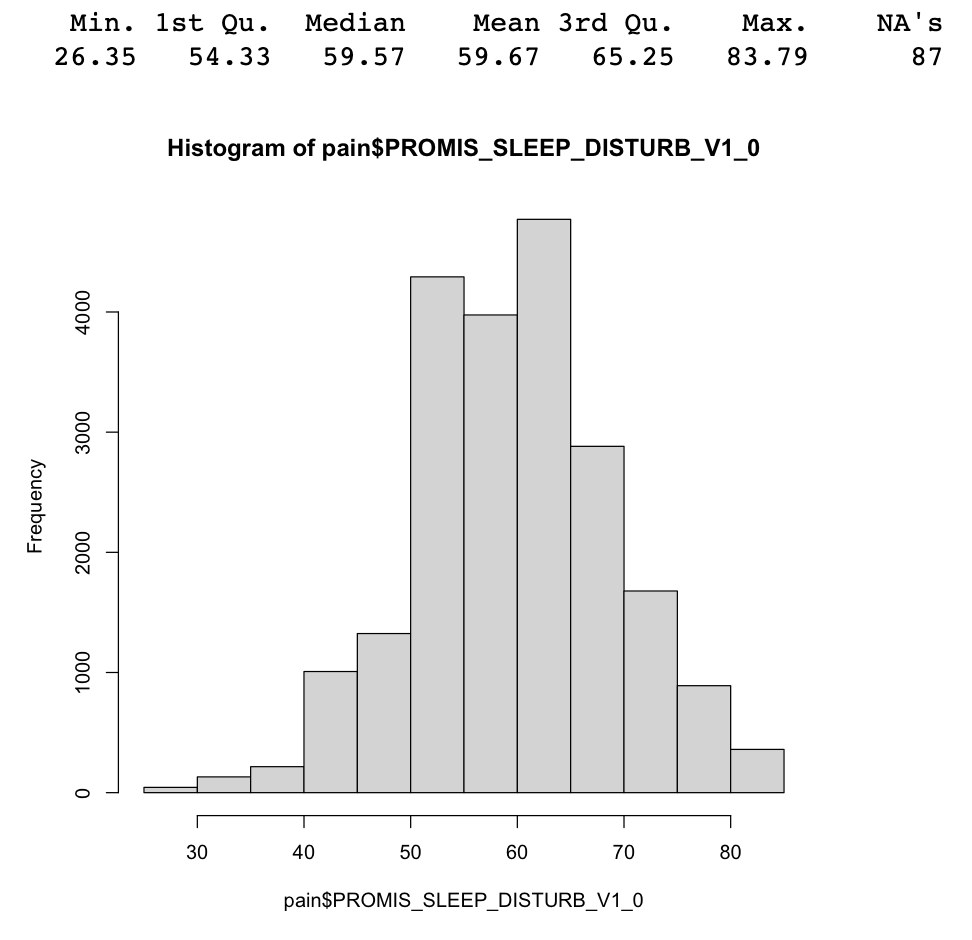 Min. 1st Qu. Median Mean 3rd Qu. Max. NA's
26.35 54.33 59.57 59.67 65.25 83.79 87
Histogram of pain$PROMIS_SLEEP_DISTURB_V1_0
Frequency
4000
3000
2000
1000
0
30 40 50 60 70 80
pain$PROMIS_SLEEP_DISTURB_V1_0